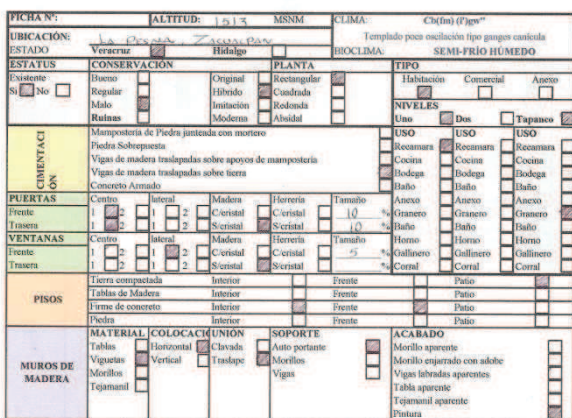 FICHA Nº: ALTITUD: 1513 MSNM CLIMA: Cb(fm) (i')gw"
UBICACIÓN: La Zacualpan Templado poco oscilación tipo ganges canícula
ESTADO Veracruz Hidalgo BIOCLIMA: SEMI-FRÍO HÚMEDO
ESTATUS CONSERVACIÓN PLANTA TIPO
Existente Bueno Original Rectangular Habitación Comercial Anexo
Si No Regular Híbrido Cuadrada
Malo Imitación Redonda NIVELES
Ruinas Moderna Absidal Uno Dos Tapanco
CIMENTACIÓN Mampostería de Piedra junteada con mortero USO USO USO
Piedra Sobrepuesta Recamara Recamara Recamara
Vigas de madera traslapadas sobre apoyos de mampostería Cocina Cocina Cocina
Vigas de madera traslapadas sobre tierra Bodega Bodega Bodega
Concreto Armado Baño Baño Baño
PUERTAS Centro lateral Madera Herrería Tamaño Anexo Anexo Anexo
Frente 1 2 1 2 C/cristal C/cristal 10 % Granero Granero Granero
Trasera 1 2 1 2 S/cristal S/cristal 10 % Baño Baño Baño
VENTANAS Centro lateral Madera Herrería Tamaño Horno Horno Horno
Frente 1 2 1 2 C/cristal C/cristal 5 % Gallinero Gallinero Gallinero
Trasera 1 2 1 2 S/cristal S/cristal % Corral Corral Corral
PISOS Tierra compactada Interior Frente Patio
Tablas de Madera Interior Frente Patio
Firme de concreto Interior Frente Patio
Piedra Interior Frente Patio
MUROS DE MADERA MATERIAL COLOCACIÓ UNIÓN SOPORTE ACABADO
Tablas Horizontal Clavada Auto portante Morillo aparente
Viguetas Vertical Traslape Morillos Morillo enjarrado con adobe
Morillos Vigas Vigas labradas aparentes
Tejamanil Tabla aparente
Tejamanil aparente
Pintura